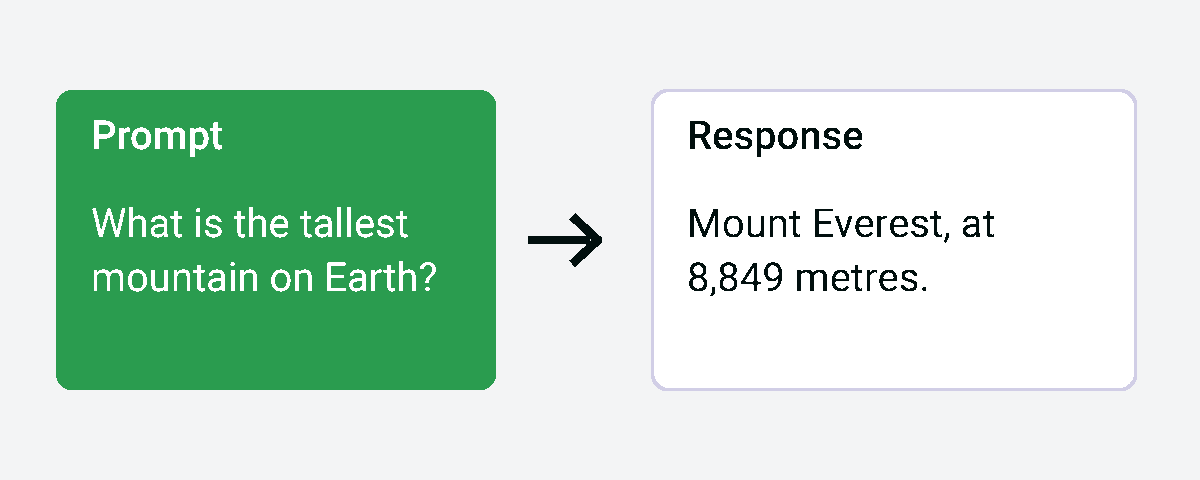 Prompt
What is the tallest
mountain on Earth?
Response
Mount Everest, at
8,849 metres.